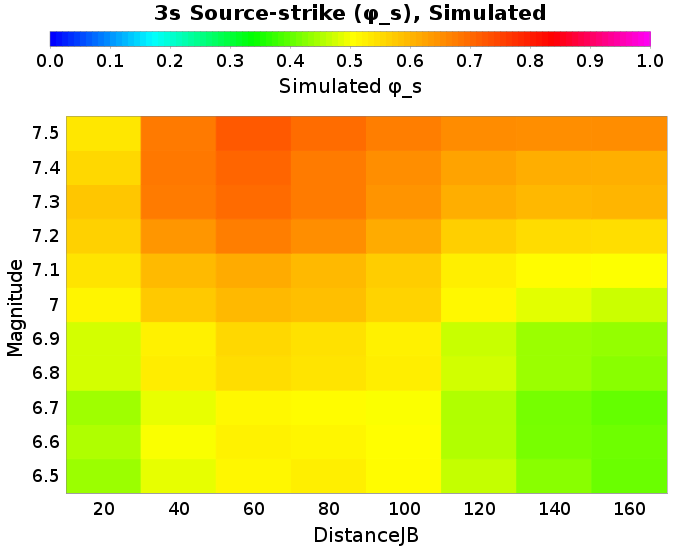 3s Source-strike (φ_s), Simulated
0.0 0.1 0.2 0.3 0.4 0.5 0.6 0.7 0.8 0.9 1.0
Simulated φ_s
7.5
7.4
7.3
7.2
7.1
7
6.9
6.8
6.7
6.6
6.5
Magnitude
20 40 60 80 100 120 140 160
DistanceJB